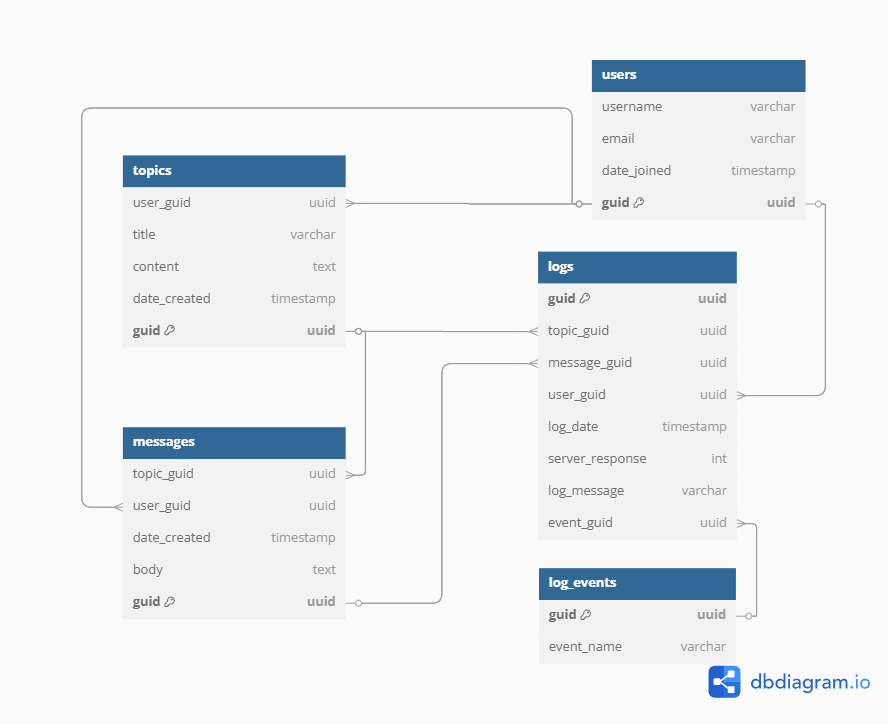 users
username varchar
email varchar
date_joined timestamp
guid uuid
topics
user_guid uuid
title varchar
content text
date_created timestamp
guid uuid
logs
guid uuid
topic_guid uuid
message_guid uuid
user_guid uuid
log_date timestamp
server_response int
log_message varchar
event_guid uuid
messages
topic_guid uuid
user_guid uuid
date_created timestamp
body text
guid uuid
log_events
guid uuid
event_name varchar
dbdiagram.io